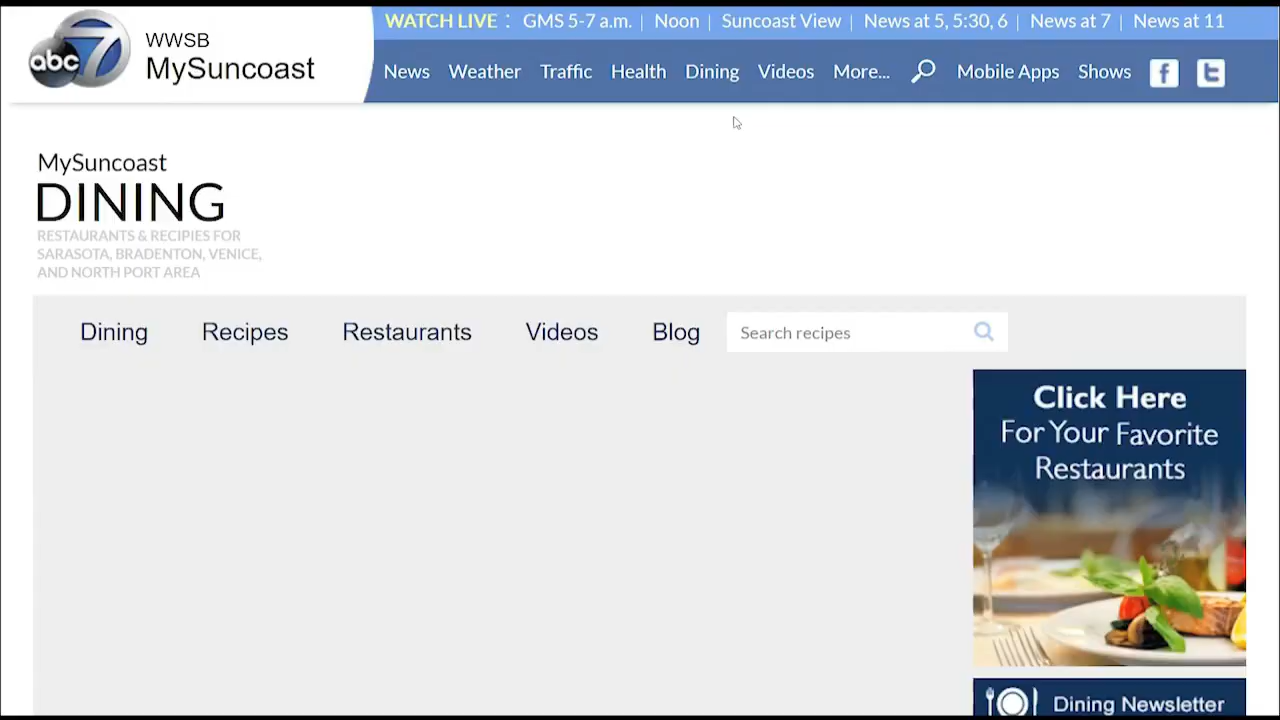 WATCH LIVE : GMS 5-7 a.m. | Noon | Suncoast View | News at 5, 5:30, 6 | News at 7 | News at 11
abc 7
WWSB
MySuncoast
News Weather Traffic Health Dining Videos More... Mobile Apps Shows f t
MySuncoast
DINING
RESTAURANTS & RECIPIES FOR
SARASOTA, BRADENTON, VENICE,
AND NORTH PORT AREA
Dining Recipes Restaurants Videos Blog Search recipes
Click Here
For Your Favorite
Restaurants
Dining Newsletter